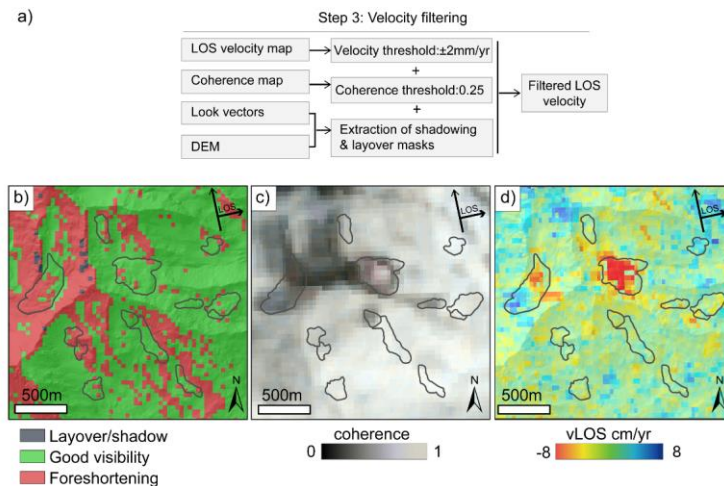 a)
Step 3: Velocity filtering
LOS velocity map
Velocity threshold:±2mm/yr
+
Coherence map
Coherence threshold:0.25
Filtered LOS
velocity
+
Look vectors
Extraction of shadowing
& layover masks
DEM
b)
LOS
500m
N
c)
LOS
500m
N
d)
LOS
500m
N
Layover/shadow
Good visibility
Foreshortening
coherence
0 1
vLOS cm/yr
-8 8